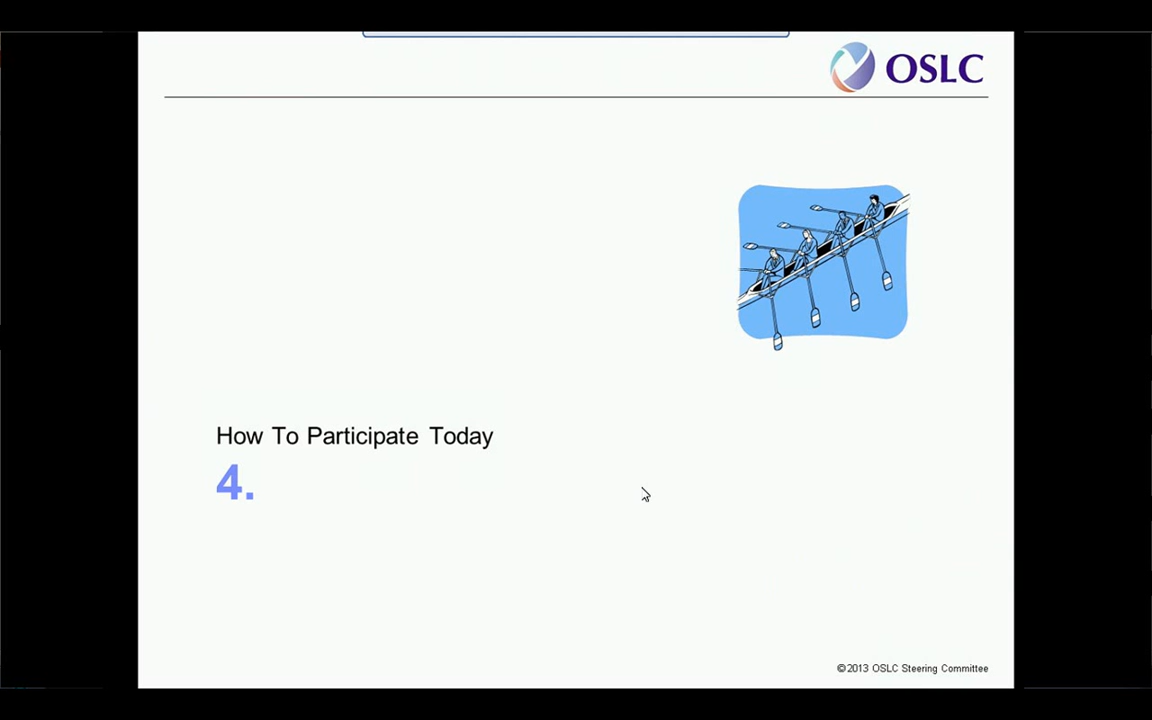 OSLC
How To Participate Today
4.
©2013 OSLC Steering Committee